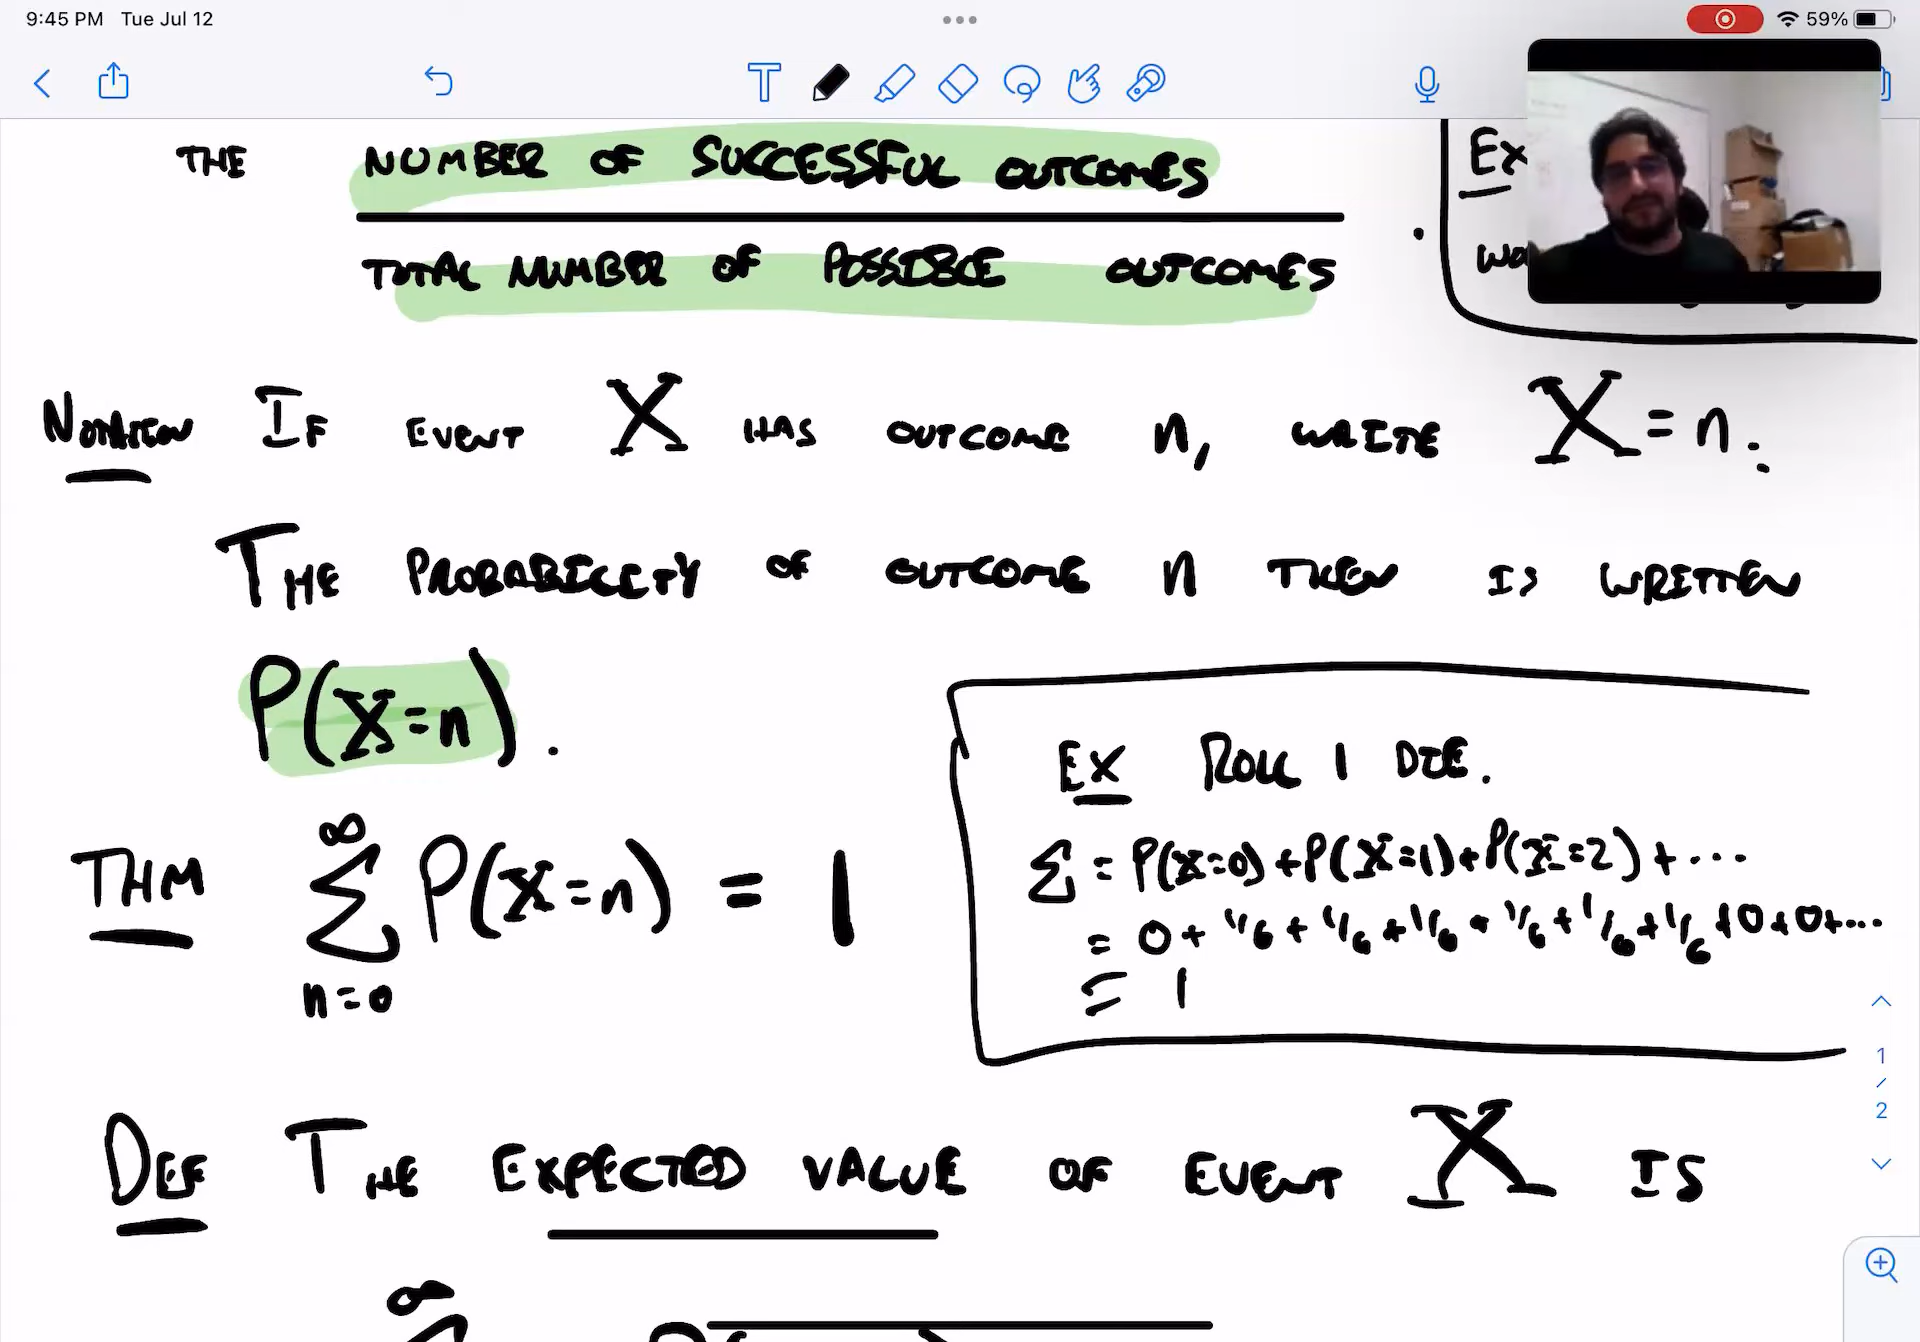 9:45 PM Tue Jul 12
59%
THE NUMBER OF SUCCESSFUL OUTCOMES
TOTAL NUMBER OF POSSIBLE OUTCOMES .
Ex
NOTATION IF EVENT X HAS OUTCOME n, WRITE X = n.
THE PROBABILITY OF OUTCOME n THEN IS WRITTEN
P(X=n).
EX ROLL 1 DIE.
Σ = P(X=0)+P(X=1)+P(X=2)+...
= 0+1/6+1/6+1/6+1/6+1/6+1/6+0+0+...
= 1
THM ∞ Σ n=0 P(X=n) = 1
1
/
2
DEF THE EXPECTED VALUE OF EVENT X IS
∞